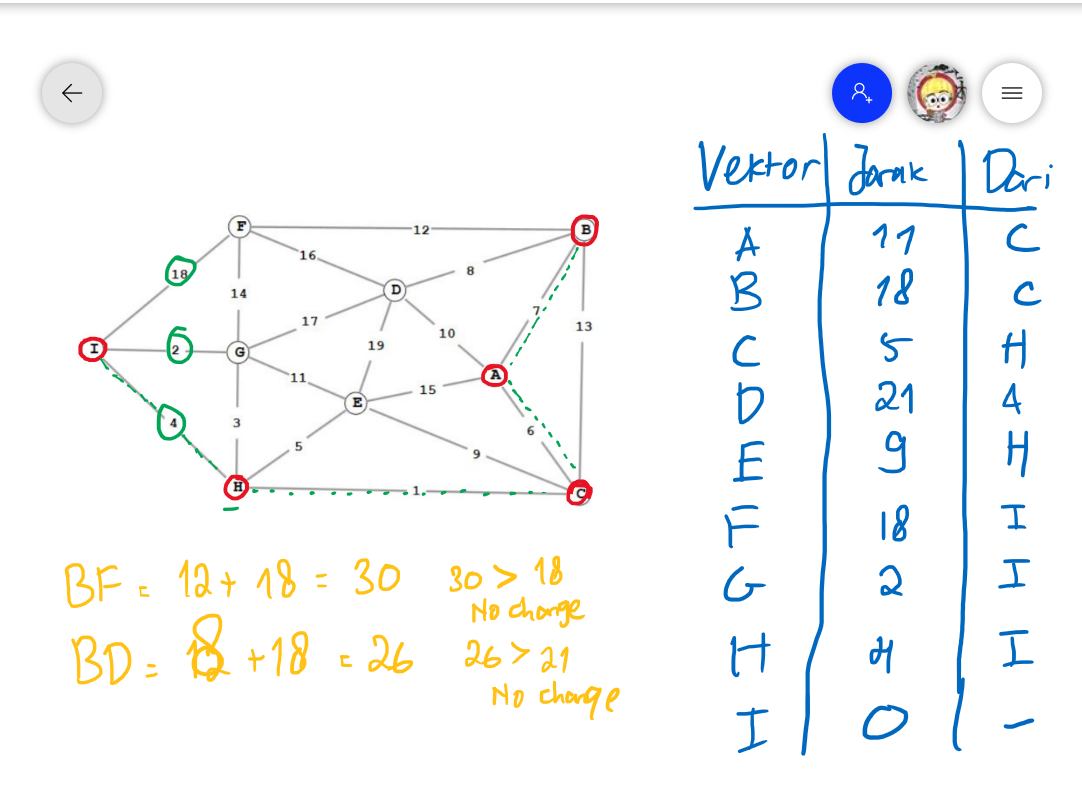 Vektor Jarak Dari
A 11 C
B 18 C
C 5 H
D 21 A
E 9 H
F 18 I
G 2 I
H 4 I
I 0 -
F 12 B
16
8
18
D
14
17
7
13
10
I 2 G
19
A
11
15
E
4
3
6
5
9
H 1 C
BF = 12 + 18 = 30 30 > 18
No change
BD = 8 + 18 = 26 26 > 21
No change